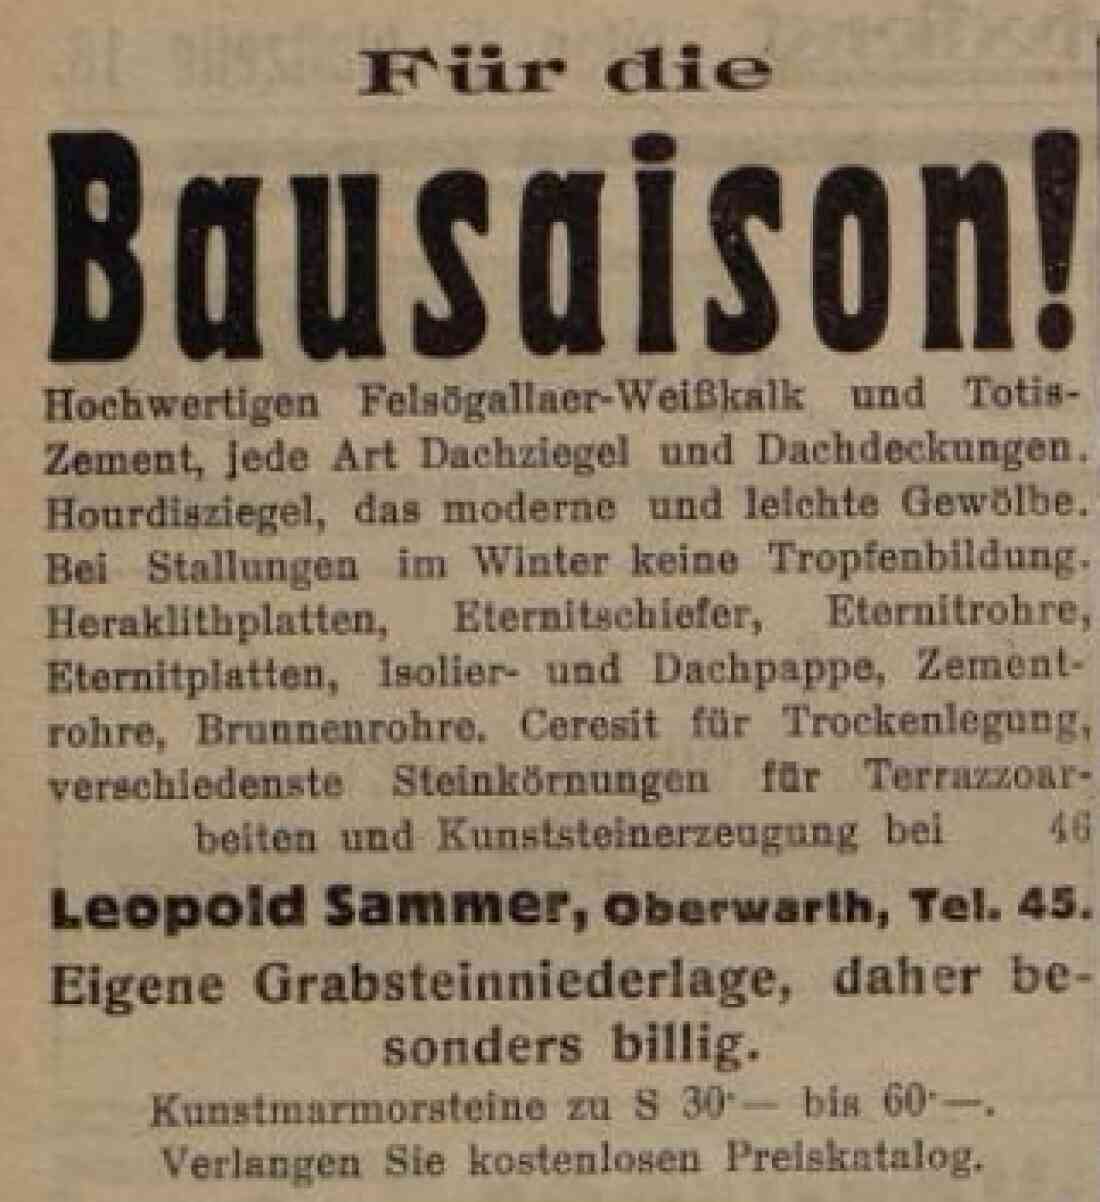 Für die
Bausaison!
Hochwertigen Felsögallaer-Weißkalk und Totis-
Zement, jede Art Dachziegel und Dachdeckungen.
Hourdisziegel, das moderne und leichte Gewölbe.
Bei Stallungen im Winter keine Tropfenbildung.
Heraklithplatten, Eternitschiefer, Eternitrohre,
Eternitplatten, Isolier- und Dachpappe, Zement-
rohre, Brunnenrohre. Ceresit für Trockenlegung,
verschiedenste Steinkörnungen für Terrazzoar-
beiten und Kunststeinerzeugung bei 46
Leopold Sammer, Oberwarth, Tel. 45.
Eigene Grabsteinniederlage, daher be-
sonders billig.
Kunstmarmorsteine zu S 30·— bis 60·—.
Verlangen Sie kostenlosen Preiskatalog.